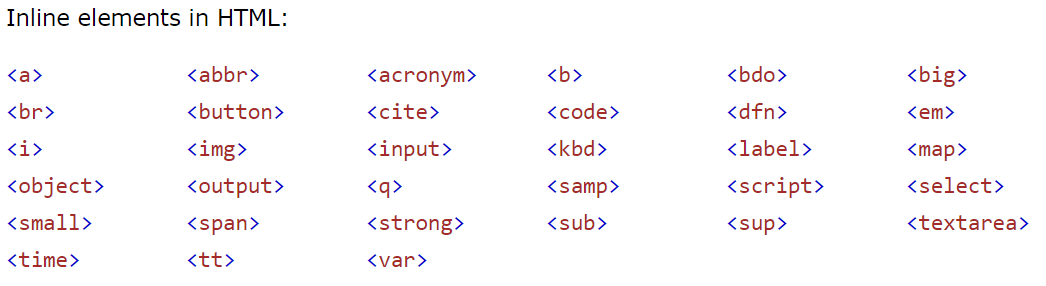 Inline elements in HTML:
<a> <abbr> <acronym> <b> <bdo> <big>
<br> <button> <cite> <code> <dfn> <em>
<i> <img> <input> <kbd> <label> <map>
<object> <output> <q> <samp> <script> <select>
<small> <span> <strong> <sub> <sup> <textarea>
<time> <tt> <var>